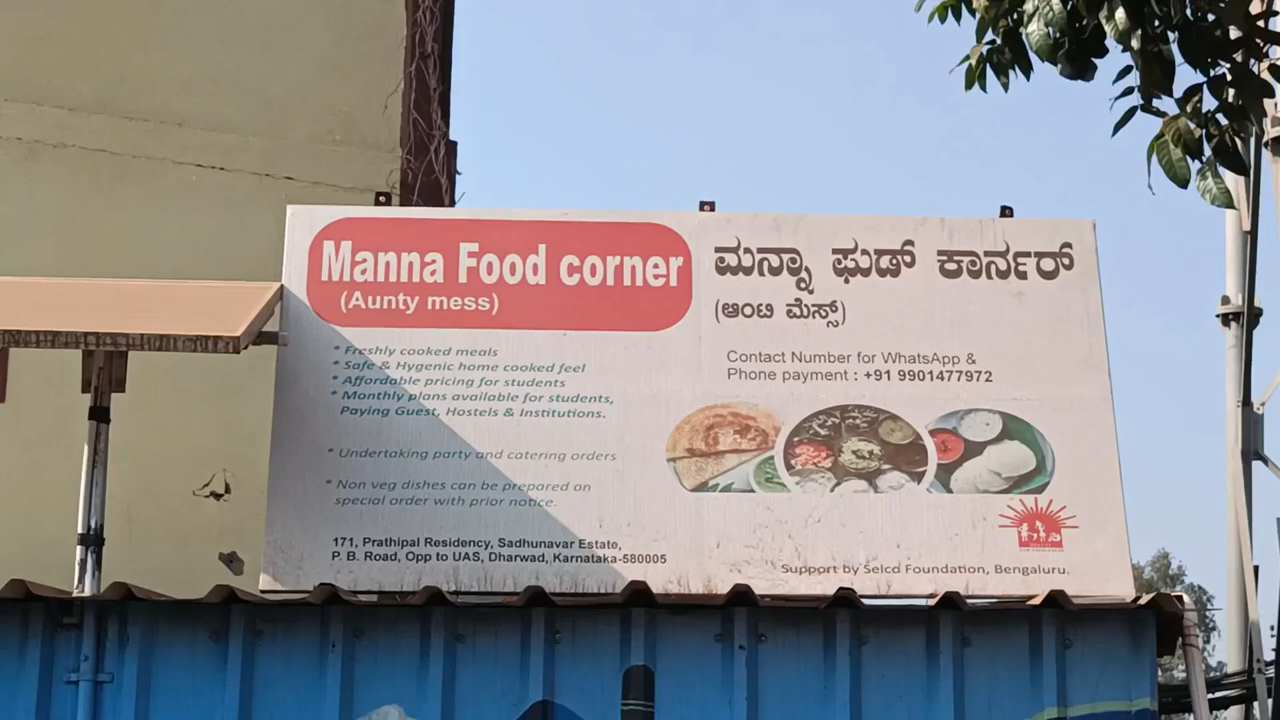 Manna Food corner
(Aunty mess)
* Freshly cooked meals
* Safe & Hygenic home cooked feel
* Affordable pricing for students
* Monthly plans available for students,
Paying Guest, Hostels & Institutions.
* Undertaking party and catering orders
* Non veg dishes can be prepared on
special order with prior notice.
171, Prathipal Residency, Sadhunavar Estate,
P. B. Road, Opp to UAS, Dharwad, Karnataka-580005
ಮನ್ನಾ ಫುಡ್ ಕಾರ್ನರ್
(ಆಂಟಿ ಮೆಸ್ಸ್)
Contact Number for WhatsApp &
Phone payment : +91 9901477972
Support by Selco Foundation, Bengaluru.